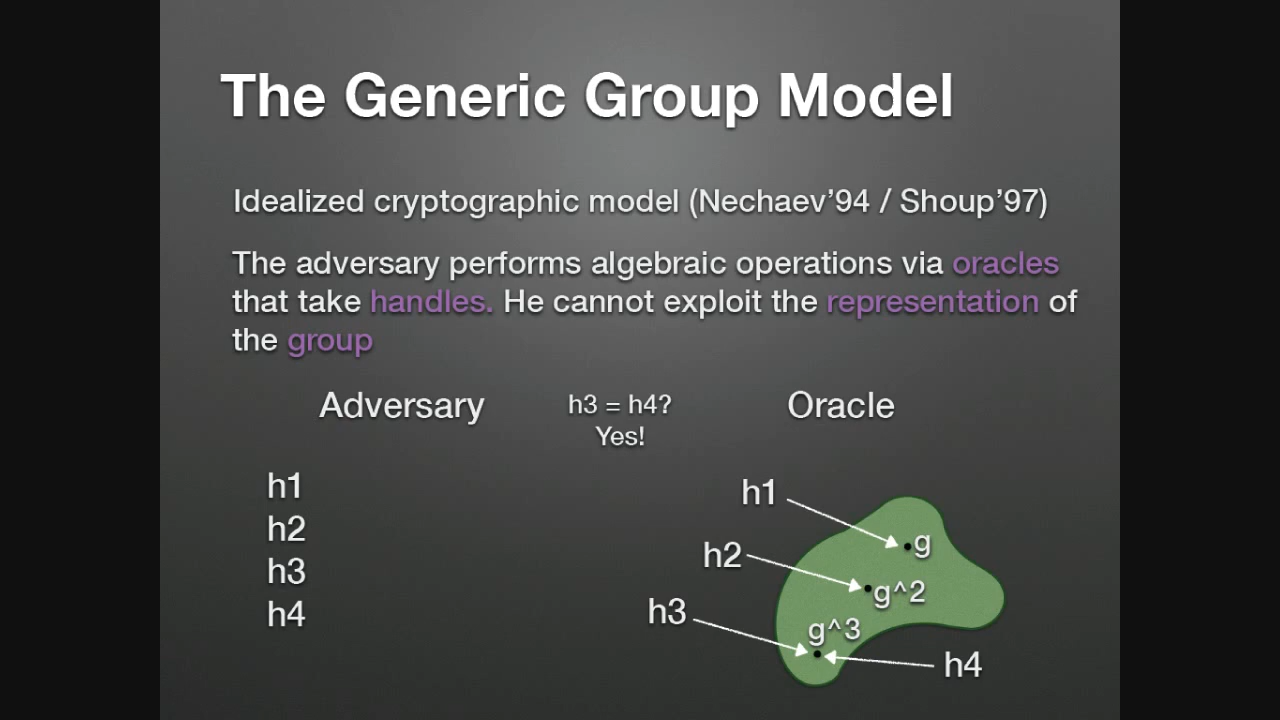 The Generic Group Model
Idealized cryptographic model (Nechaev’94 / Shoup’97)
The adversary performs algebraic operations via oracles
that take handles. He cannot exploit the representation of
the group
Adversary
h3 = h4?
Yes!
Oracle
h1
h2
h3
h4
h1
g
h2
g^2
h3
g^3
h4